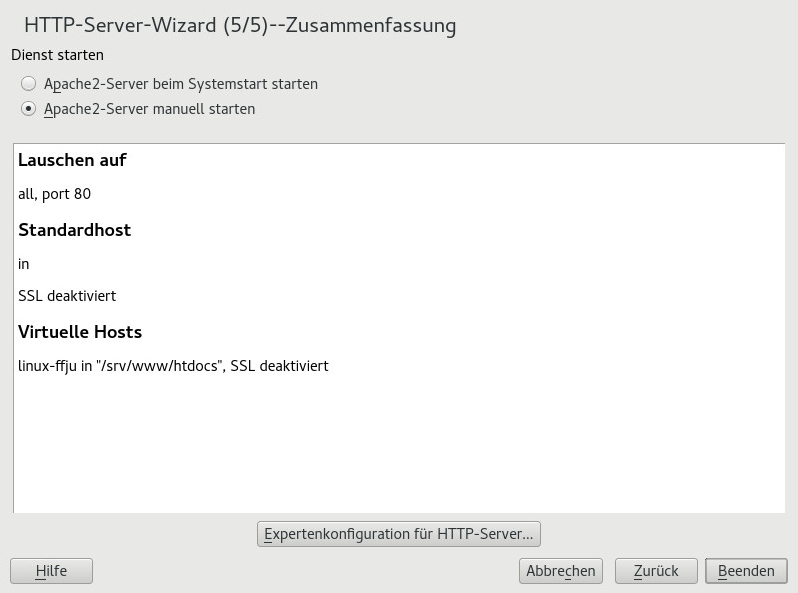 HTTP-Server-Wizard (5/5)--Zusammenfassung
Dienst starten
Apache2-Server beim Systemstart starten
Apache2-Server manuell starten
Lauschen auf
all, port 80
Standardhost
in
SSL deaktiviert
Virtuelle Hosts
linux-ffju in "/srv/www/htdocs", SSL deaktiviert
Expertenkonfiguration für HTTP-Server...
Hilfe Abbrechen Zurück Beenden